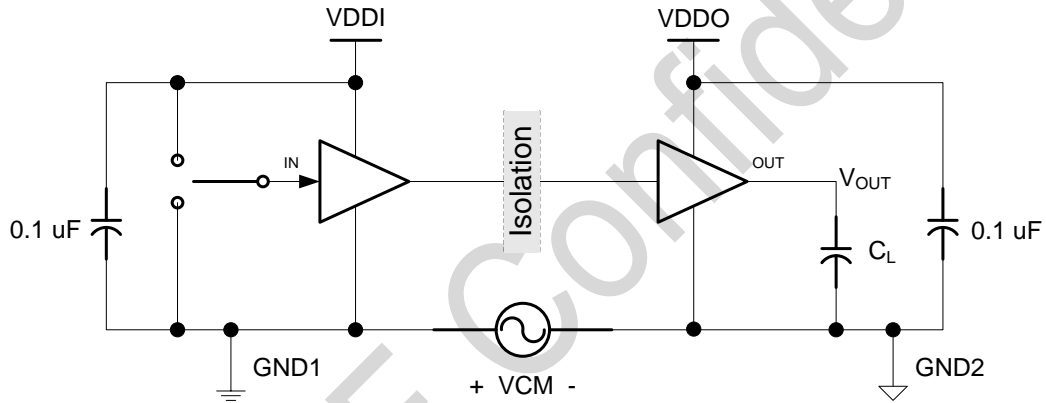 VDDI
VDDO
IN
Isolation
OUT
VOUT
0.1 uF
CL
0.1 uF
GND1
GND2
+ VCM -